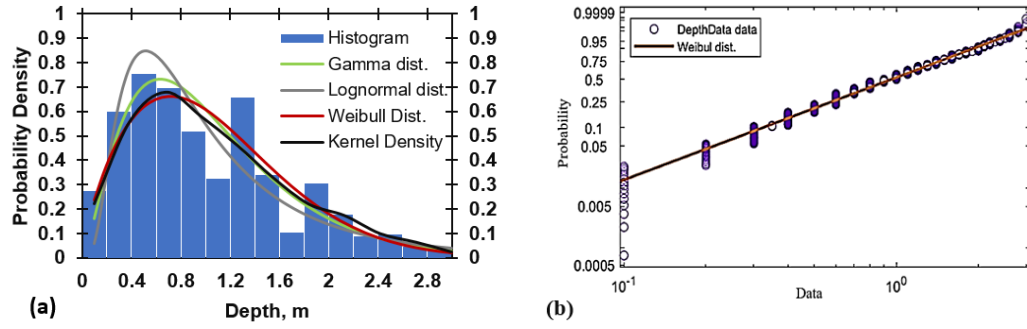 1
0.9
0.8
0.7
0.6
0.5
0.4
0.3
0.2
0.1
0
Probability Density
Histogram
Gamma dist.
Lognormal dist.
Weibull Dist.
Kernel Density
1
0.9
0.8
0.7
0.6
0.5
0.4
0.3
0.2
0.1
0
0 0.4 0.8 1.2 1.6 2 2.4 2.8
Depth, m
(a)
0.9999
0.95
0.75
0.5
0.25
0.1
0.05
0.005
0.0005
Probability
DepthData data
Weibul dist.
10-1 100
Data
(b)